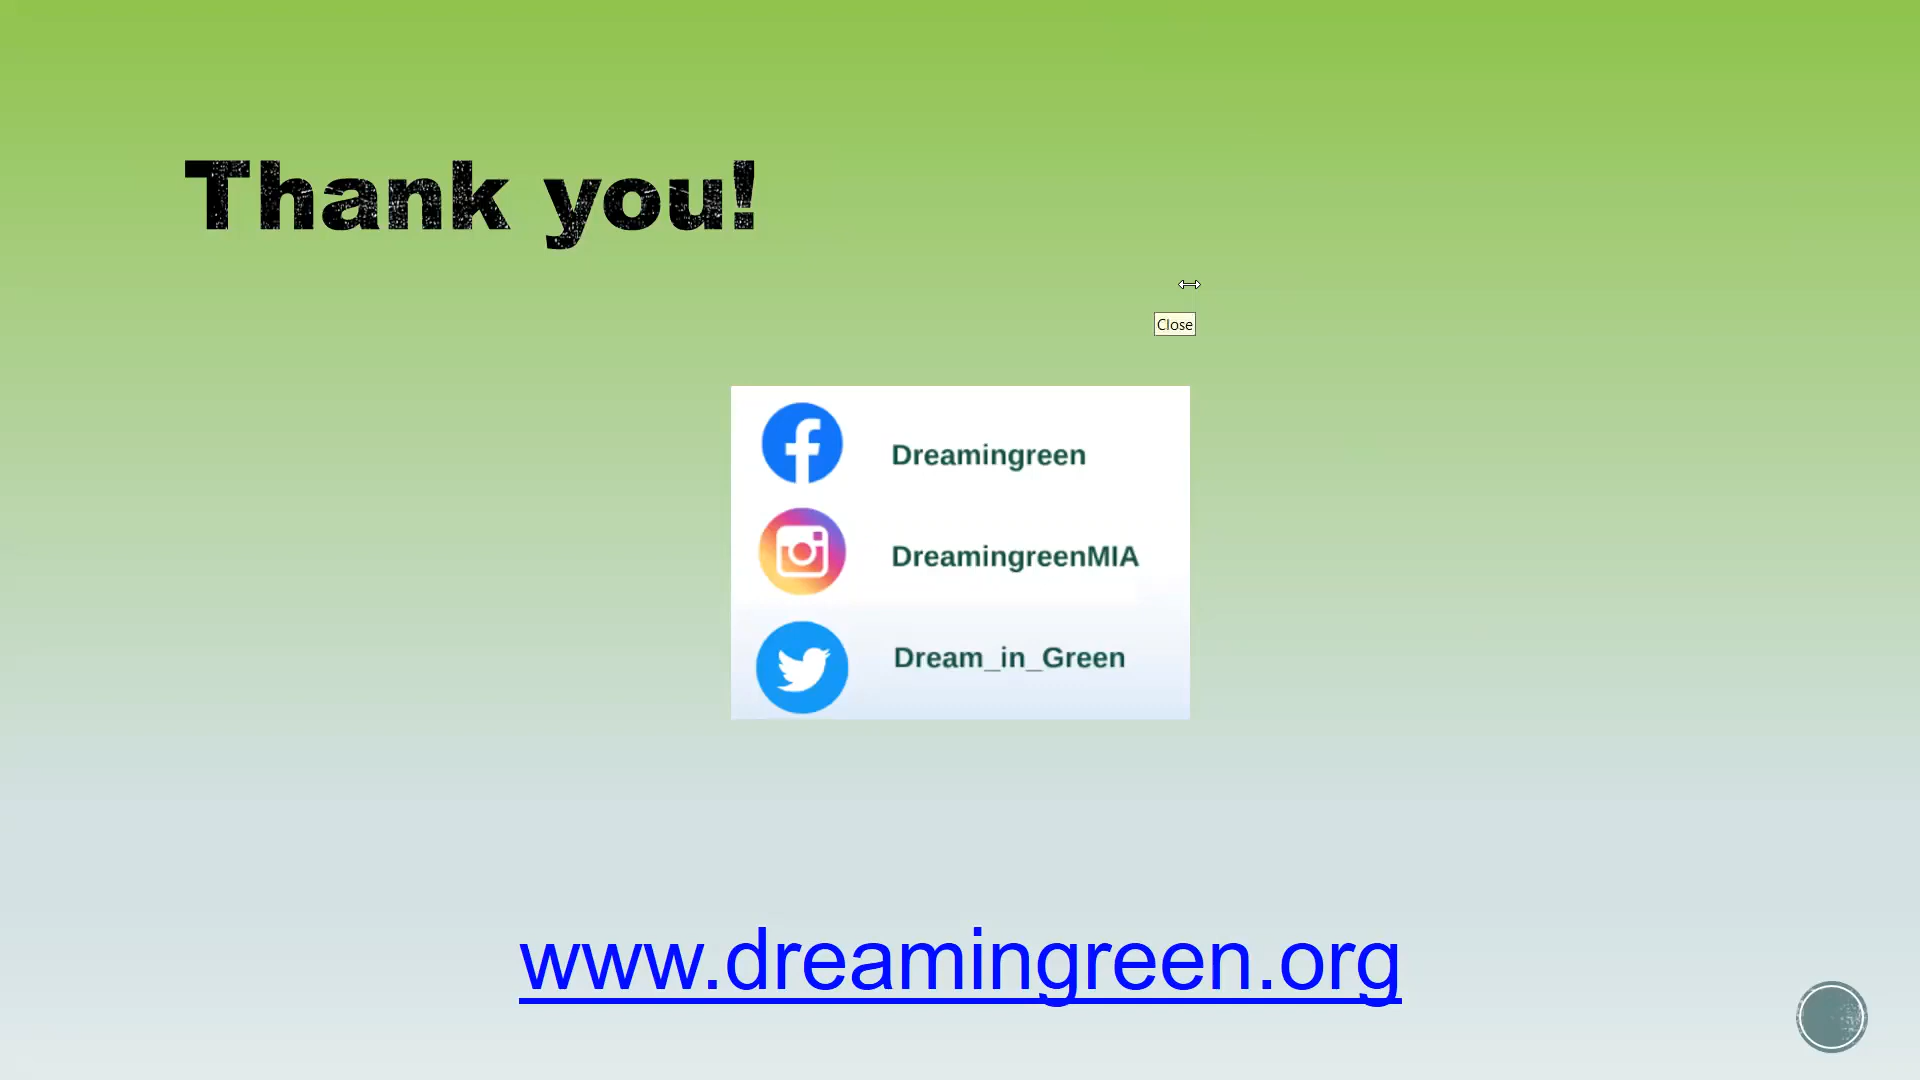 Thank you!
Close
Dreamingreen
DreamingreenMIA
Dream_in_Green
www.dreamingreen.org